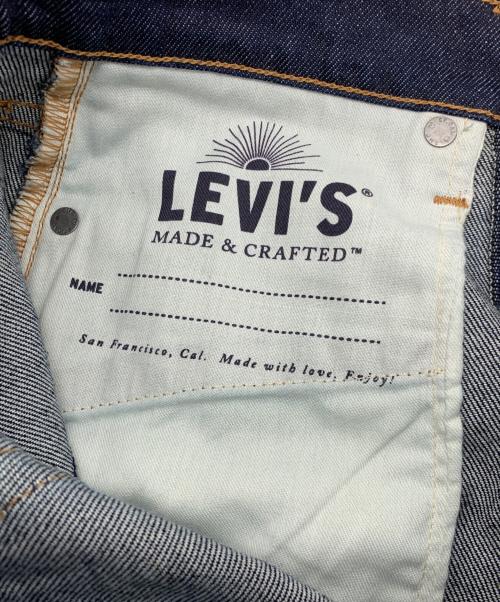 LEVI'S®
MADE & CRAFTED™
NAME
San Francisco, Cal. Made with love, Enjoy!